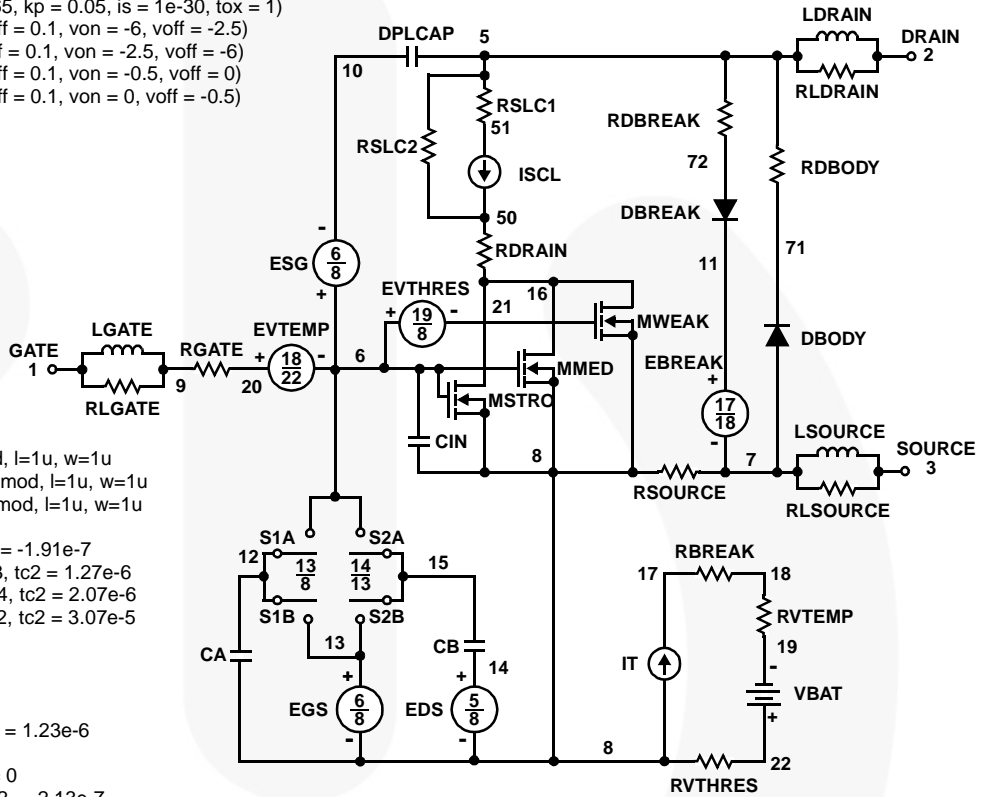 65, kp = 0.05, is = 1e-30, tox = 1)
ff = 0.1, von = -6, voff = -2.5)
f = 0.1, von = -2.5, voff = -6)
ff = 0.1, von = -0.5, voff = 0)
ff = 0.1, von = 0, voff = -0.5)
DPLCAP
5
10
LDRAIN
DRAIN
2
RLDRAIN
RSLC1
51
RSLC2
ISCL
50
RDRAIN
RDBREAK
72
DBREAK
11
RDBODY
71
DBODY
ESG
-
6
8
+
EVTHRES
+
19
8
-
21
16
MWEAK
MMED
MSTRO
EBREAK
+
17
18
-
GATE
1
LGATE
RLGATE
9
RGATE
20
EVTEMP
+
18
22
-
6
CIN
8
RSOURCE
7
LSOURCE
SOURCE
3
RLSOURCE
, l=1u, w=1u
mod, l=1u, w=1u
mod, l=1u, w=1u
= -1.91e-7
, tc2 = 1.27e-6
4, tc2 = 2.07e-6
2, tc2 = 3.07e-5
= 1.23e-6
0
S1A
S2A
12
13
8
14
13
15
S1B
S2B
13
CA
CB
14
+
EGS
6
8
-
+
EDS
5
8
-
8
RBREAK
17
18
RVTEMP
19
-
IT
VBAT
+
22
RVTHRES